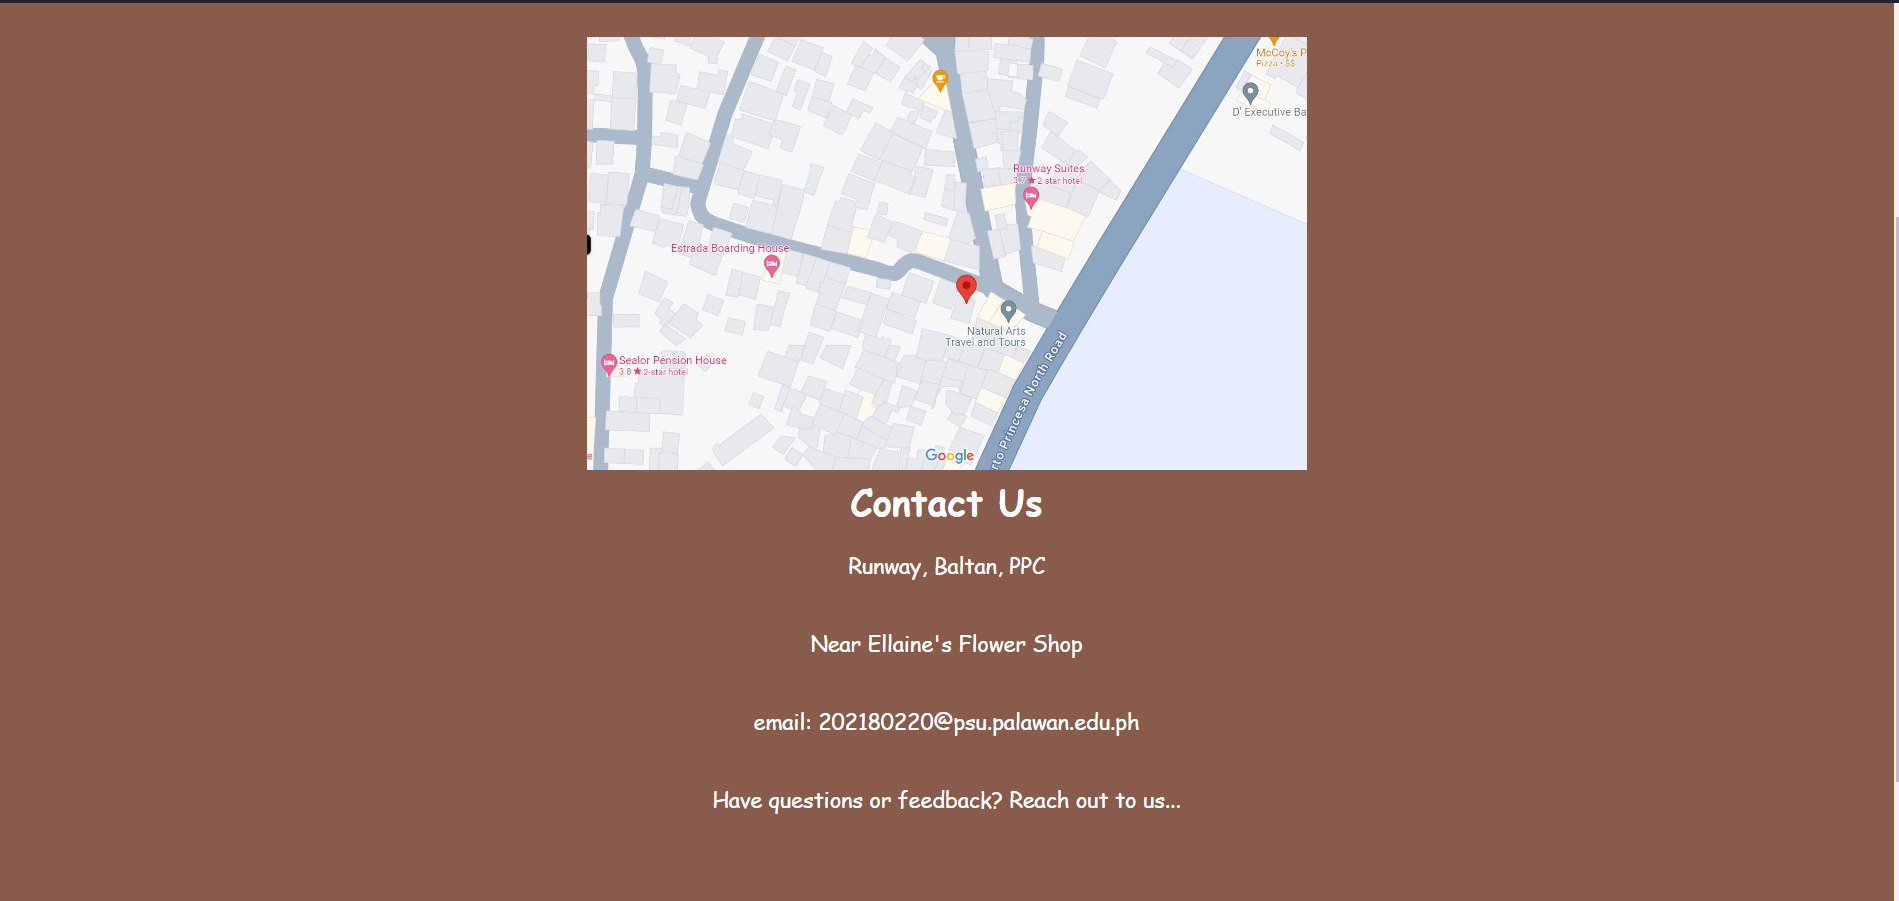 McCoy's P
Pizza • $$
D' Executive Ba
Runway Suites
3.7 ★ 2-star hotel
Estrada Boarding House
Natural Arts
Travel and Tours
Sealor Pension House
3.8 ★ 2-star hotel
rto Princesa North Road
e
Google
Contact Us
Runway, Baltan, PPC
Near Ellaine's Flower Shop
email: 202180220@psu.palawan.edu.ph
Have questions or feedback? Reach out to us...